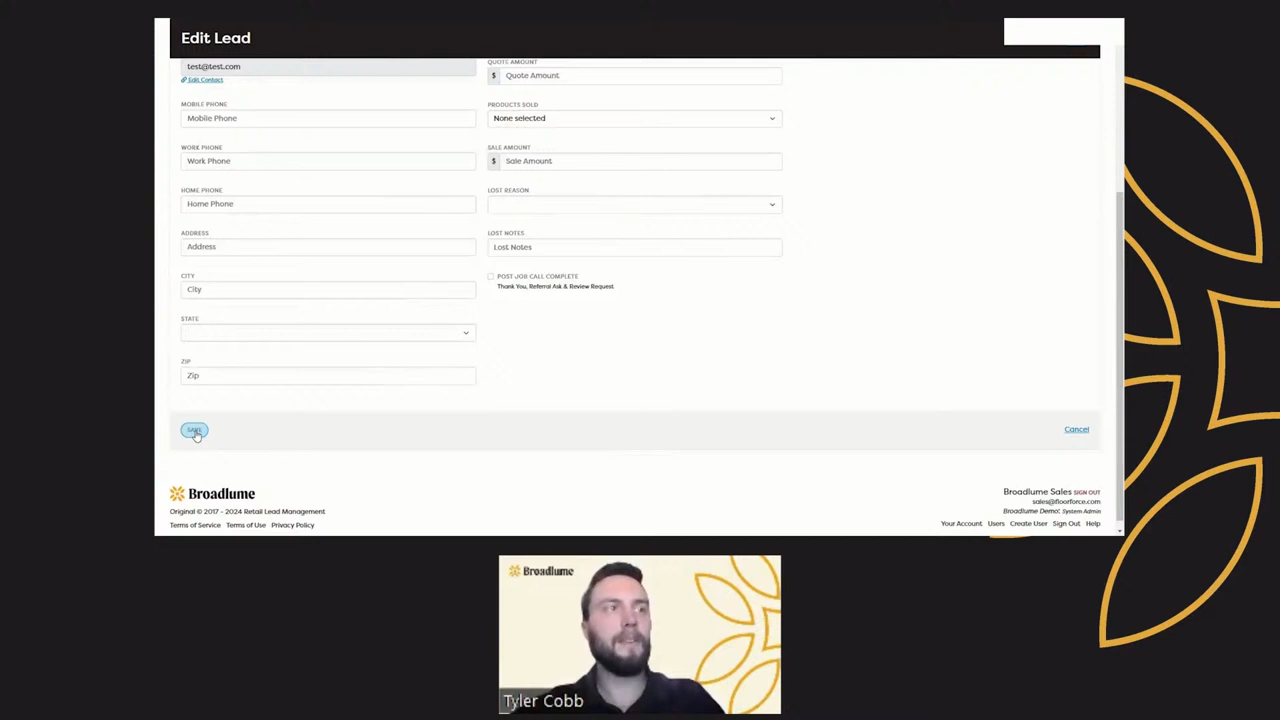 Edit Lead
test@test.com
Edit Contact
MOBILE PHONE
Mobile Phone
WORK PHONE
Work Phone
HOME PHONE
Home Phone
ADDRESS
Address
CITY
City
STATE
ZIP
Zip
QUOTE AMOUNT
$ Quote Amount
PRODUCTS SOLD
None selected
SALE AMOUNT
$ Sale Amount
LOST REASON
LOST NOTES
Lost Notes
POST JOB CALL COMPLETE
Thank You, Referral Ask & Review Request.
SAVE
Cancel
Broadlume
Original © 2017 - 2024 Retail Lead Management
Terms of Service Terms of Use Privacy Policy
Broadlume Sales SIGN OUT
sales@floorforce.com
Broadlume Demo: System Admin
Your Account Users Create User Sign Out Help
Broadlume
Tyler Cobb